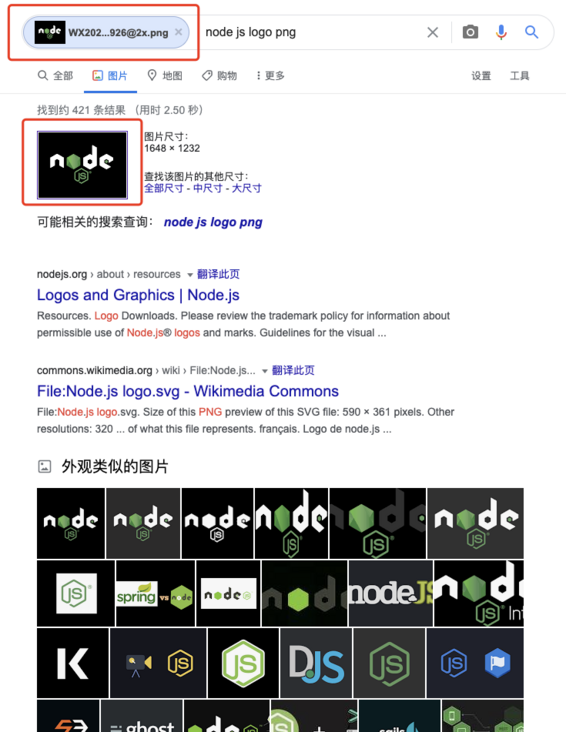 node JS WX202...926@2x.png × node js logo png
全部 图片 地图 购物 更多 设置 工具
找到约 421 条结果 (用时 2.50 秒)
node
JS
图片尺寸:
1648 × 1232
查找该图片的其他尺寸:
全部尺寸 - 中尺寸 - 大尺寸
可能相关的搜索查询: node js logo png
nodejs.org › about › resources 翻译此页
Logos and Graphics | Node.js
Resources. Logo Downloads. Please review the trademark policy for information about
permissible use of Node.js® logos and marks. Guidelines for the visual ...
commons.wikimedia.org › wiki › File:Node.js... 翻译此页
File:Node.js logo.svg - Wikimedia Commons
File:Node.js logo.svg. Size of this PNG preview of this SVG file: 590 × 361 pixels. Other
resolutions: 320 ... of what this file represents. français. Logo de node.js ...
外观类似的图片
node JS node JS node JS node JS node JS node JS
JS spring vs node node node nodeJS node JS Int
K JS JS DJS JS JS
ghost node JS + sails